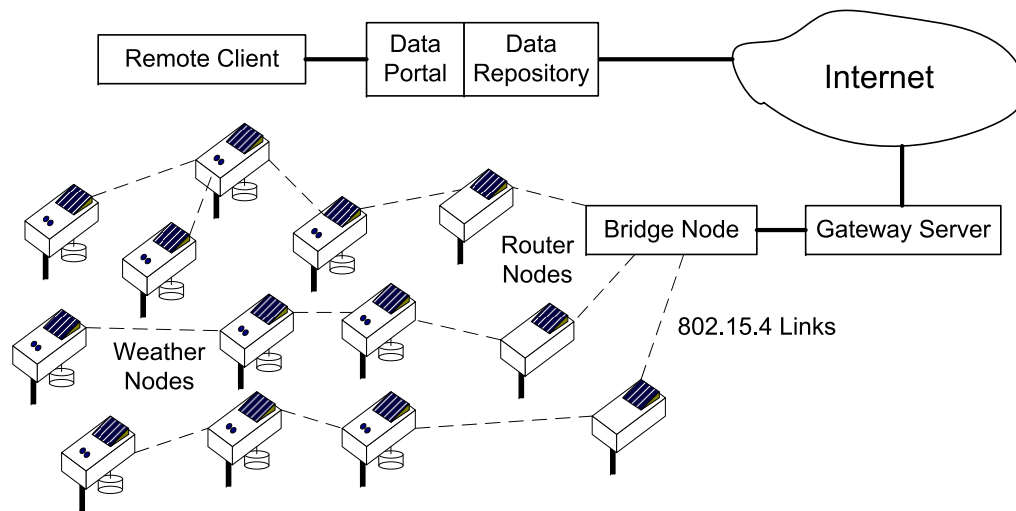 Remote Client
Data
Portal
Data
Repository
Internet
Router
Nodes
Bridge Node
Gateway Server
Weather
Nodes
802.15.4 Links